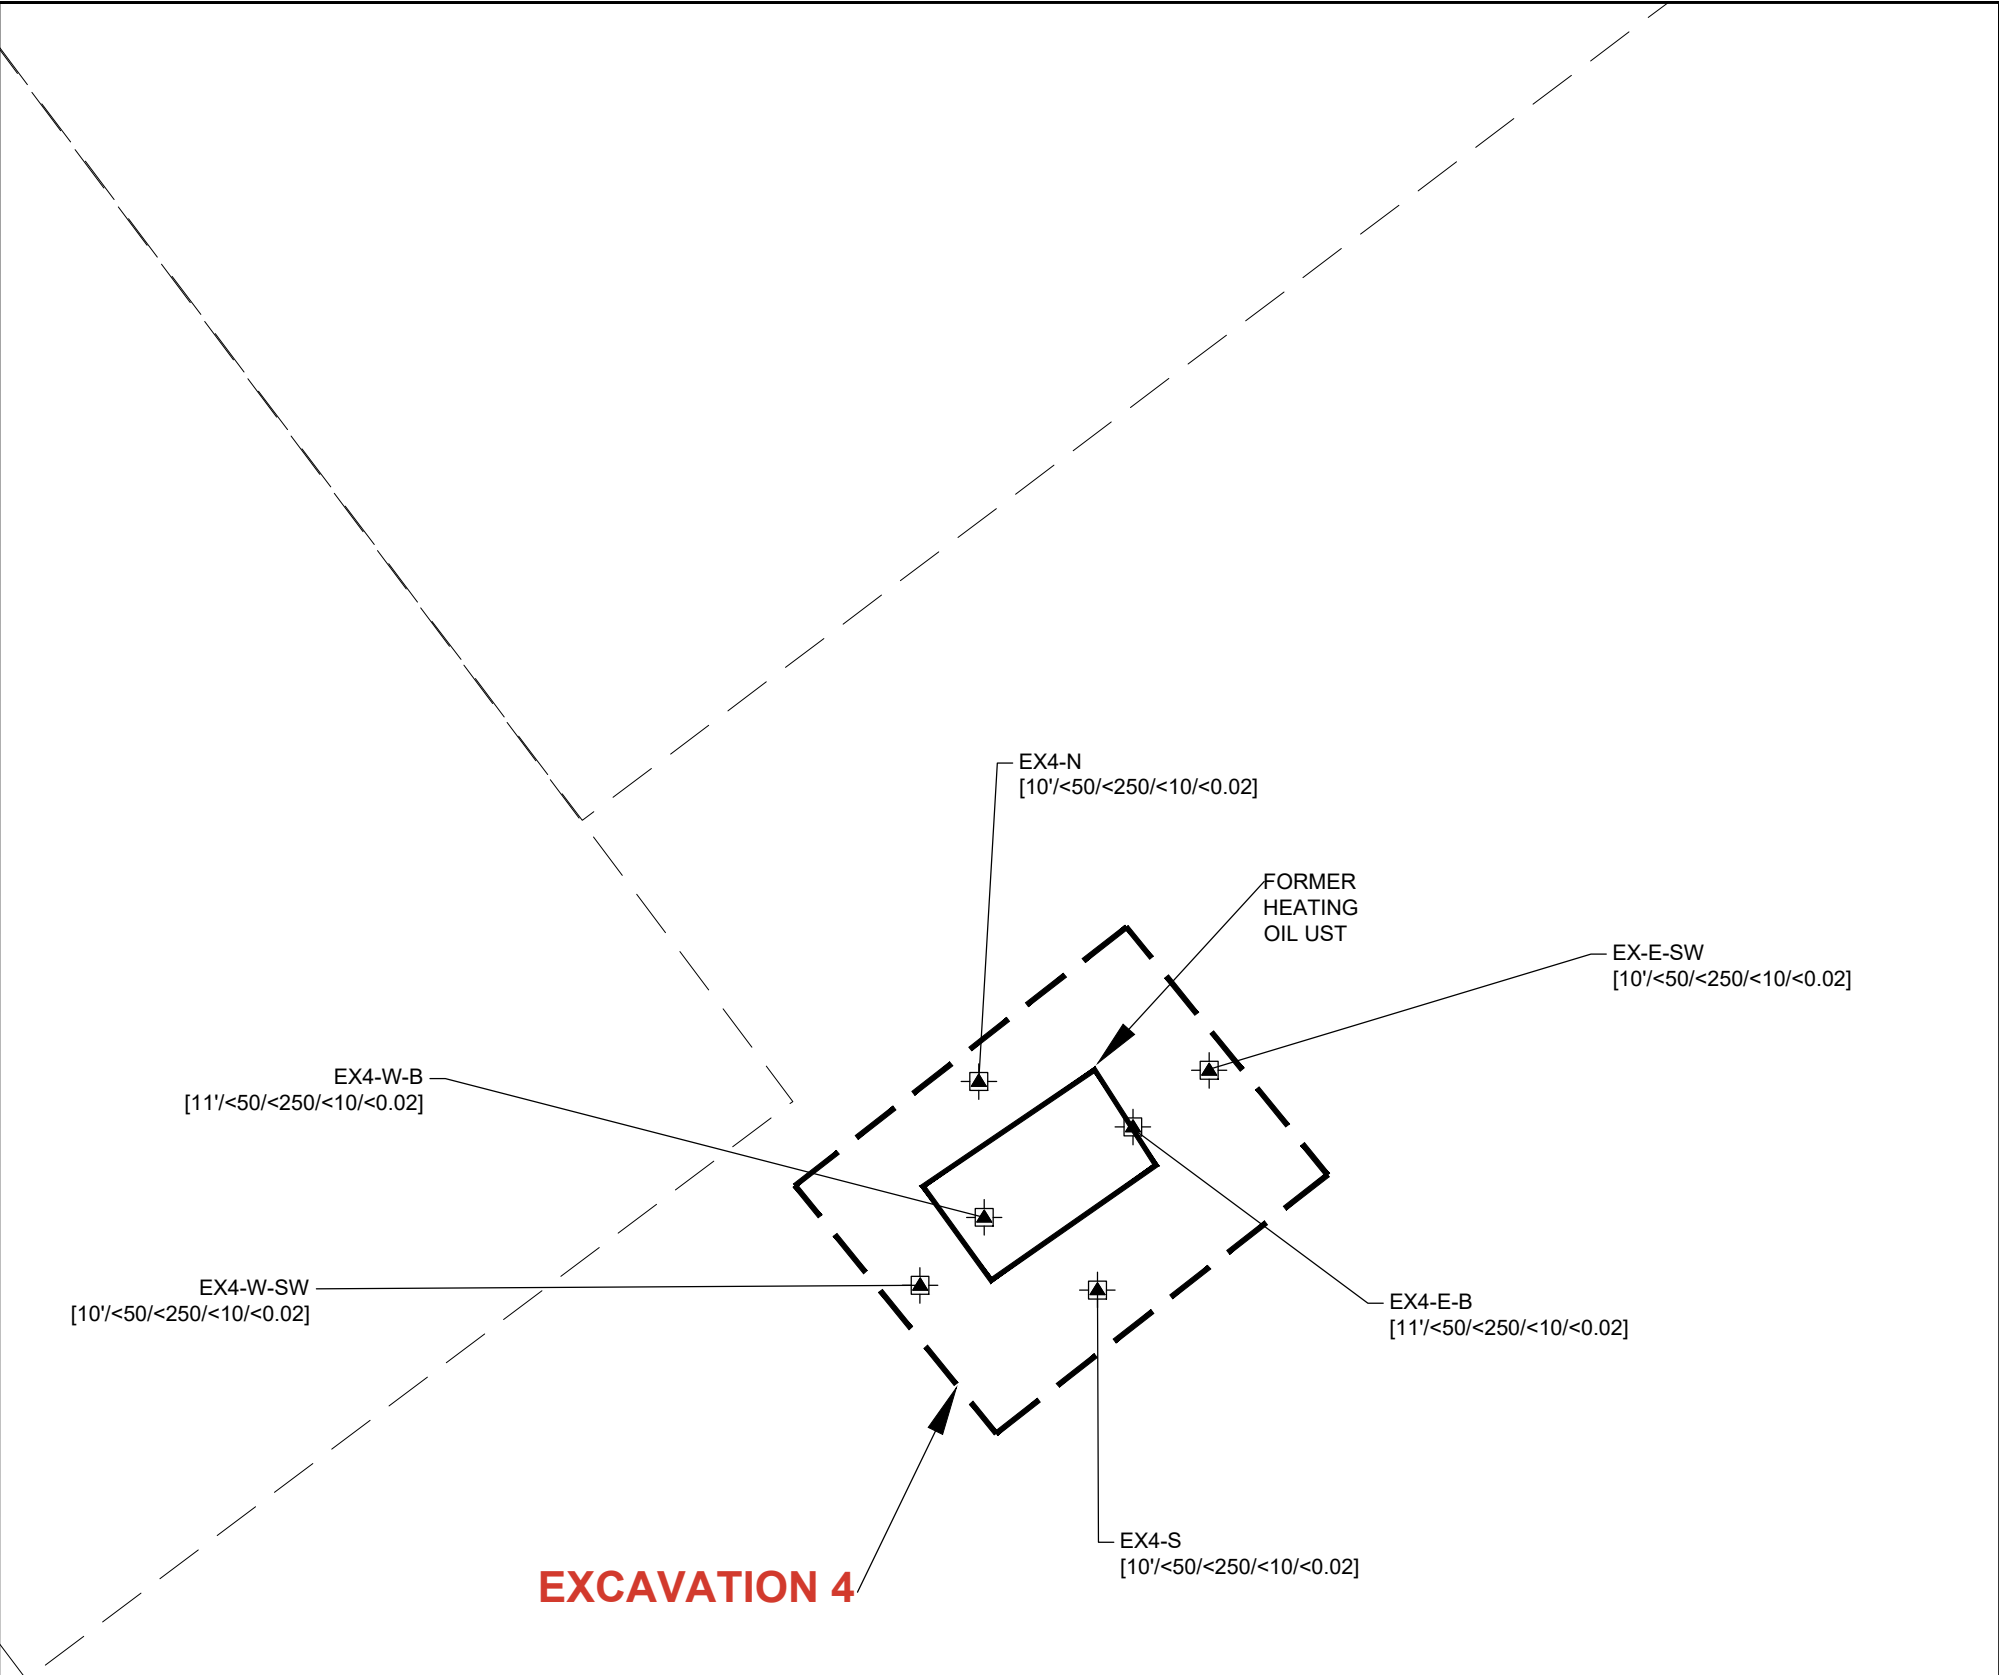 EX4-N
[10'/<50/<250/<10/<0.02]
FORMER
HEATING
OIL UST
EX-E-SW
[10'/<50/<250/<10/<0.02]
EX4-W-B
[11'/<50/<250/<10/<0.02]
EX4-W-SW
[10'/<50/<250/<10/<0.02]
EX4-E-B
[11'/<50/<250/<10/<0.02]
EX4-S
[10'/<50/<250/<10/<0.02]
EXCAVATION 4